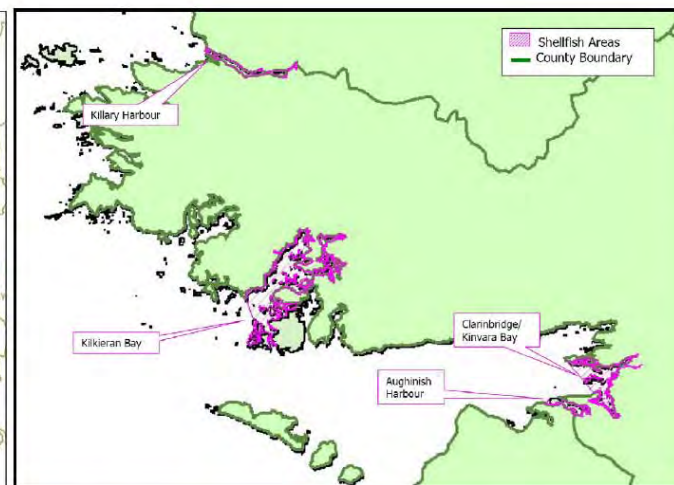 Shellfish Areas
County Boundary
Killary Harbour
Clarinbridge/
Kinvara Bay
Kilkieran Bay
Aughinish
Harbour